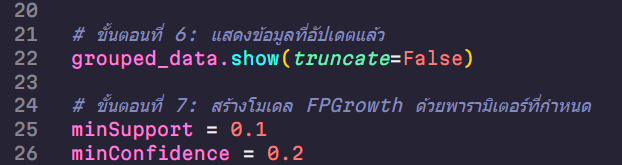 20
21 # ขั้นตอนที่ 6: แสดงข้อมูลที่อัปเดตแล้ว
22 grouped_data.show(truncate=False)
23
24 # ขั้นตอนที่ 7: สร้างโมเดล FPGrowth ด้วยพารามิเตอร์ที่กำหนด
25 minSupport = 0.1
26 minConfidence = 0.2